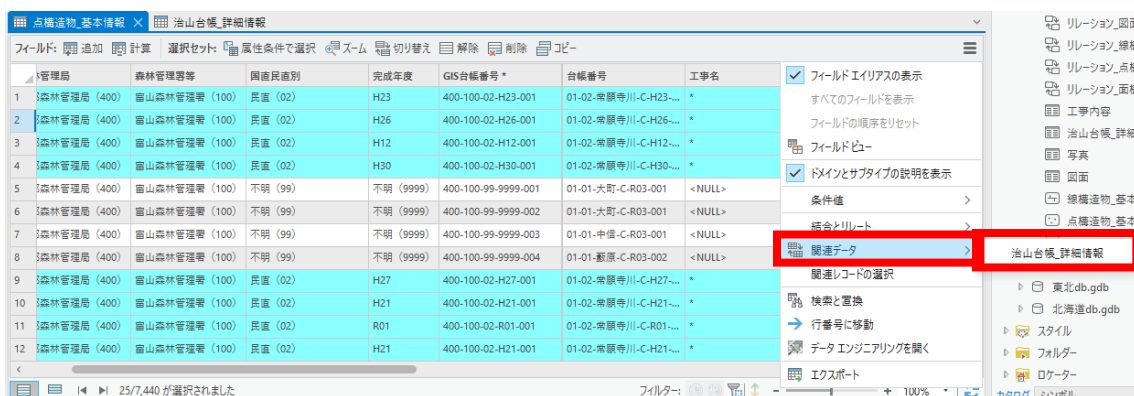 点構造物_基本情報 × 治山台帳_詳細情報
フィールド: 追加 計算 選択セット: 属性条件で選択 ズーム 切り替え 解除 削除 コピー
管理局 森林管理署等 国直民直別 完成年度 GIS台帳番号 * 台帳番号 工事名
1 森林管理局 (400) 富山森林管理署 (100) 民直 (02) H23 400-100-02-H23-001 01-02-常願寺川-C-H23-... *
2 森林管理局 (400) 富山森林管理署 (100) 民直 (02) H26 400-100-02-H26-001 01-02-常願寺川-C-H26-... *
3 森林管理局 (400) 富山森林管理署 (100) 民直 (02) H12 400-100-02-H12-001 01-02-常願寺川-C-H12-... *
4 森林管理局 (400) 富山森林管理署 (100) 民直 (02) H30 400-100-02-H30-001 01-02-常願寺川-C-H30-... *
5 森林管理局 (400) 富山森林管理署 (100) 不明 (99) 不明 (9999) 400-100-99-9999-001 01-01-大町-C-R03-001 <NULL>
6 森林管理局 (400) 富山森林管理署 (100) 不明 (99) 不明 (9999) 400-100-99-9999-002 01-01-大町-C-R03-001 <NULL>
7 森林管理局 (400) 富山森林管理署 (100) 不明 (99) 不明 (9999) 400-100-99-9999-003 01-01-中信-C-R03-001 <NULL>
8 森林管理局 (400) 富山森林管理署 (100) 不明 (99) 不明 (9999) 400-100-99-9999-004 01-01-藪原-C-R03-002 <NULL>
9 森林管理局 (400) 富山森林管理署 (100) 民直 (02) H27 400-100-02-H27-001 01-02-常願寺川-C-H27-... *
10 森林管理局 (400) 富山森林管理署 (100) 民直 (02) H21 400-100-02-H21-001 01-02-常願寺川-C-H21-... *
11 森林管理局 (400) 富山森林管理署 (100) 民直 (02) R01 400-100-02-R01-001 01-02-常願寺川-C-R01-... *
12 森林管理局 (400) 富山森林管理署 (100) 民直 (02) H21 400-100-02-H21-001 01-02-常願寺川-C-H21-... *
25/7,440 が選択されました フィルター: 100%
フィールド エイリアスの表示
すべてのフィールドを表示
フィールドの順序をリセット
フィールド ビュー
ドメインとサブタイプの説明を表示
条件値
結合とリレート
関連データ
関連レコードの選択
検索と置換
行番号に移動
データ エンジニアリングを開く
エクスポート
治山台帳_詳細情報
リレーション_図面
リレーション_線構
リレーション_点構
リレーション_面構
工事内容
治山台帳_詳細
写真
図面
線構造物_基本
点構造物_基本
東北db.gdb
北海道db.gdb
スタイル
フォルダー
ロケーター
カタログ シンボル